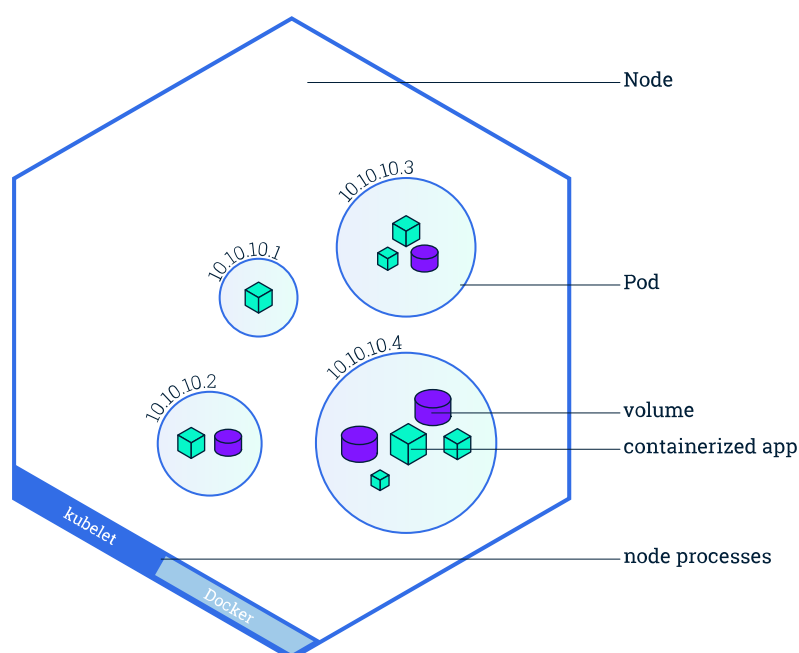 Node
10.10.10.3
10.10.10.1
Pod
10.10.10.4
10.10.10.2
volume
containerized app
kubelet
node processes
Docker